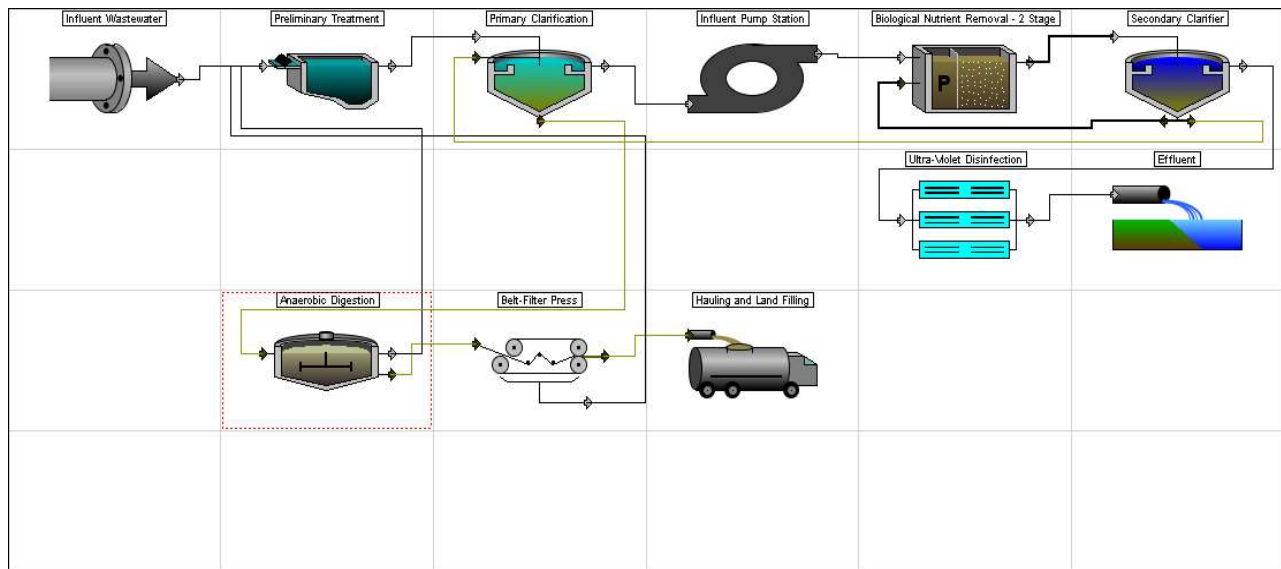 Influent Wastewater
Preliminary Treatment
Primary Clarification
Influent Pump Station
Biological Nutrient Removal - 2 Stage
Secondary Clarifier
P
Ultra-Violet Disinfection
Effluent
Anaerobic Digestion
Belt-Filter Press
Hauling and Land Filling